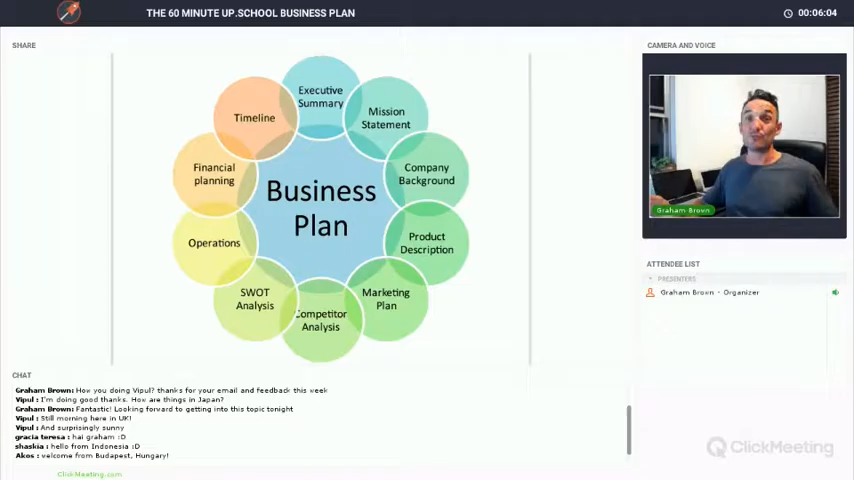 THE 60 MINUTE UP.SCHOOL BUSINESS PLAN
00:06:04
SHARE
Executive
Summary
Mission
Statement
Company
Background
Product
Description
Marketing
Plan
Competitor
Analysis
SWOT
Analysis
Operations
Financial
planning
Timeline
Business
Plan
CAMERA AND VOICE
Graham Brown
ATTENDEE LIST
PRESENTERS
Graham Brown - Organizer
CHAT
Graham Brown: How you doing Vipul? thanks for your email and feedback this week
Vipul : I'm doing good thanks. How are things in Japan?
Graham Brown: Fantastic! Looking forward to getting into this topic tonight
Vipul : Still morning here in UK!
Vipul : And surprisingly sunny
gracia teresa : hai graham :D
shaskia : hello from Indonesia :D
Akos : welcome from Budapest, Hungary!
ClickMeeting.com
ClickMeeting